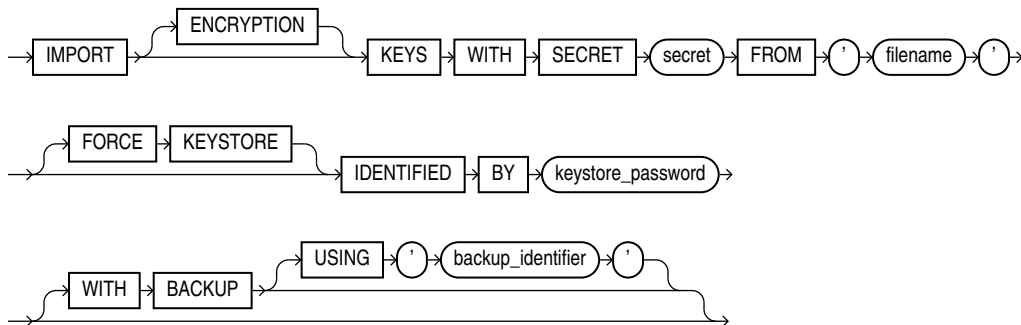 ENCRYPTION
IMPORT KEYS WITH SECRET secret FROM ' filename '
FORCE KEYSTORE
IDENTIFIED BY keystore_password
USING ' backup_identifier '
WITH BACKUP